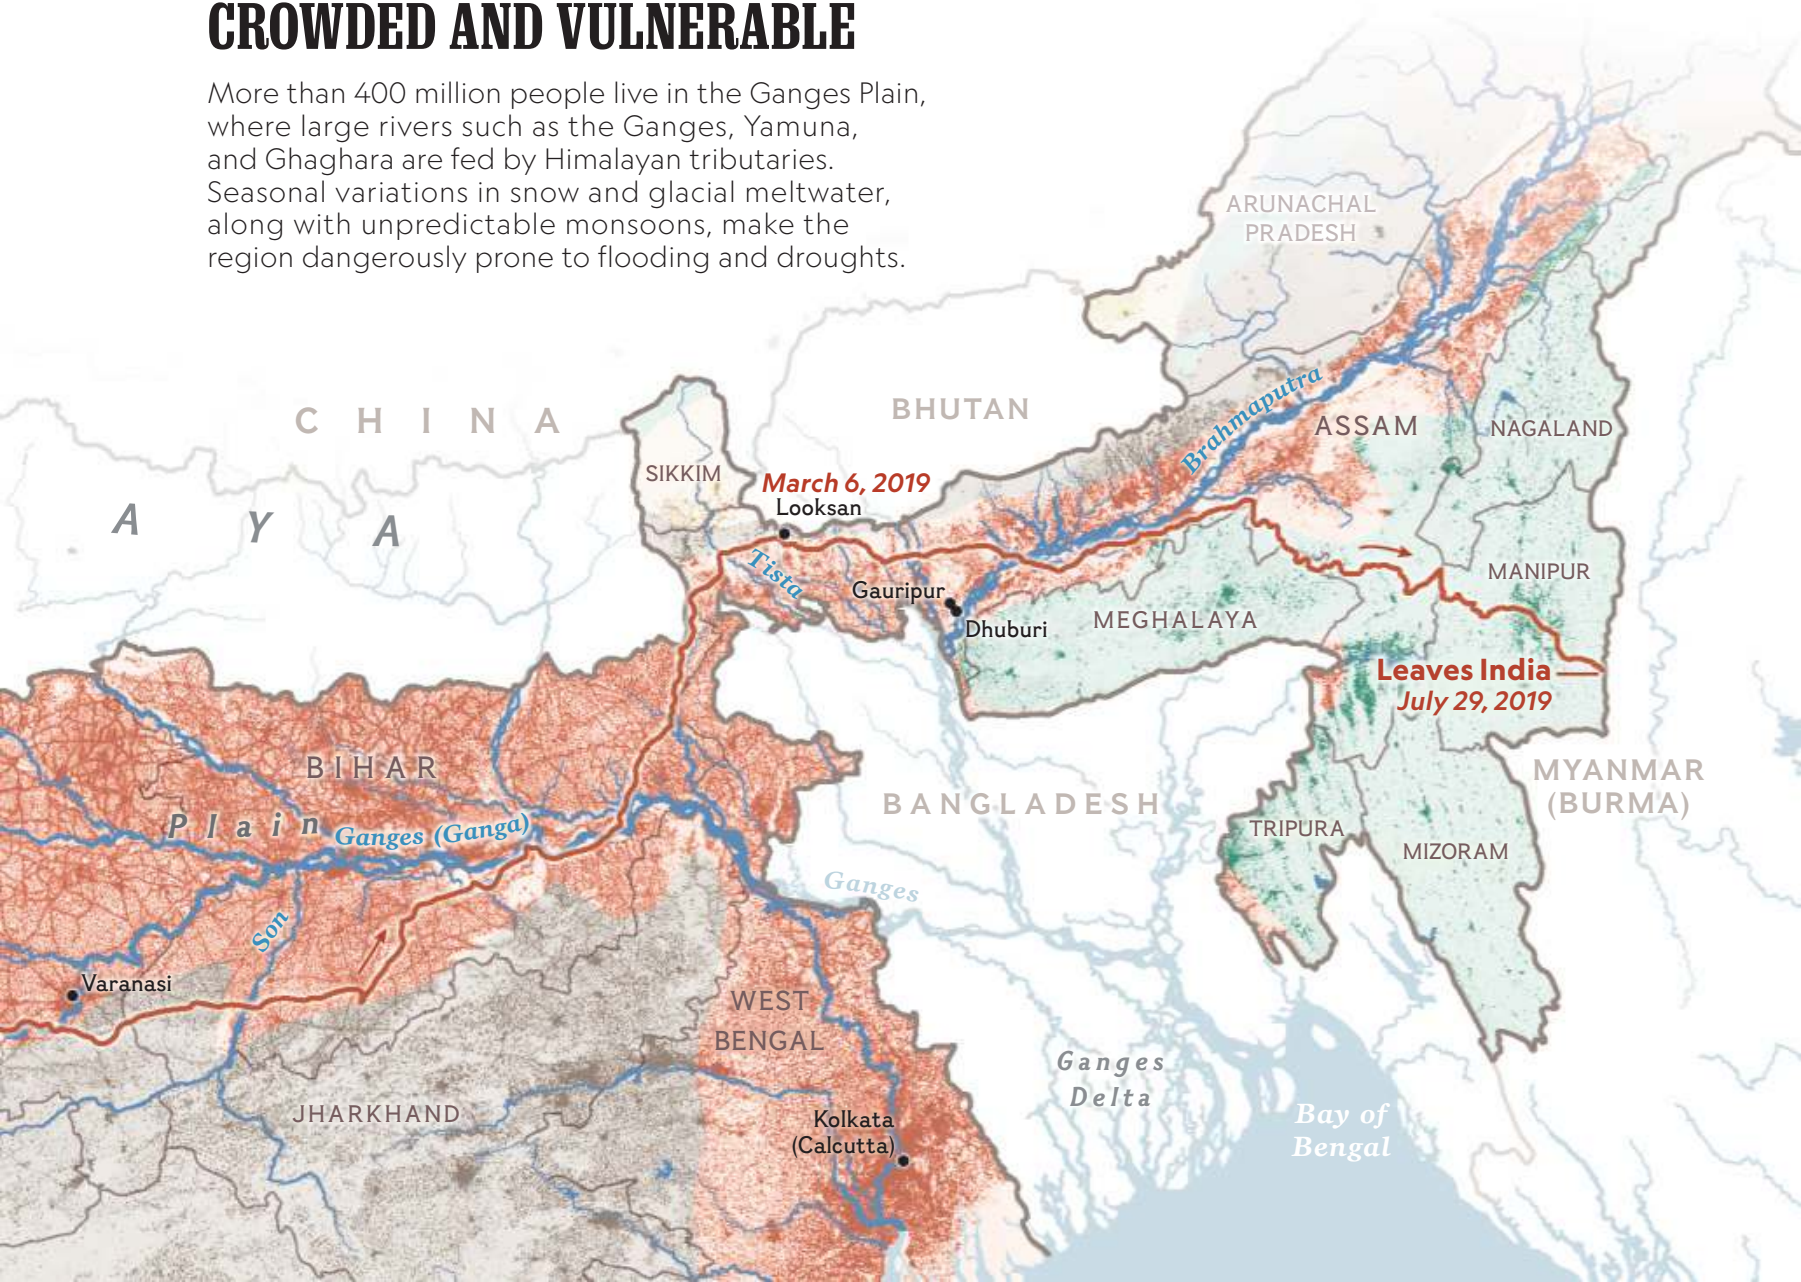 CROWDED AND VULNERABLE
More than 400 million people live in the Ganges Plain,
where large rivers such as the Ganges, Yamuna,
and Ghaghara are fed by Himalayan tributaries.
Seasonal variations in snow and glacial meltwater,
along with unpredictable monsoons, make the
region dangerously prone to flooding and droughts.
ARUNACHAL
PRADESH
CHINA
BHUTAN
Brahmaputra
ASSAM
NAGALAND
SIKKIM
March 6, 2019
Looksan
A Y A
Tista
Gauripur
Dhuburi
MEGHALAYA
MANIPUR
Leaves India
July 29, 2019
BIHAR
Plain
Ganges (Ganga)
BANGLADESH
MYANMAR
(BURMA)
TRIPURA
MIZORAM
Ganges
Son
Varanasi
WEST
BENGAL
Ganges
Delta
JHARKHAND
Kolkata
(Calcutta)
Bay of
Bengal